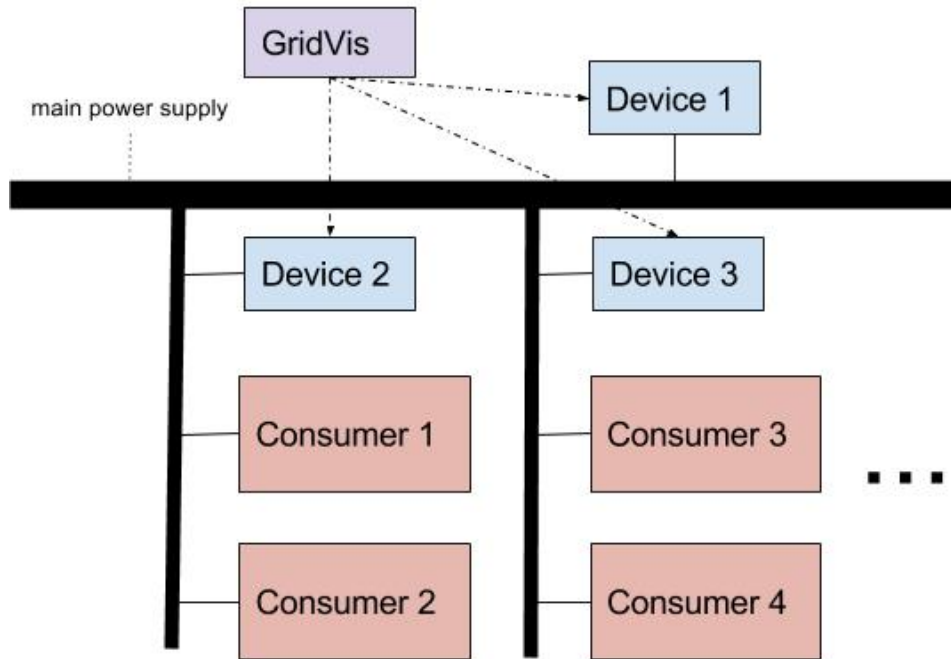 GridVis
Device 1
main power supply
Device 2
Device 3
Consumer 1
Consumer 3
Consumer 2
Consumer 4